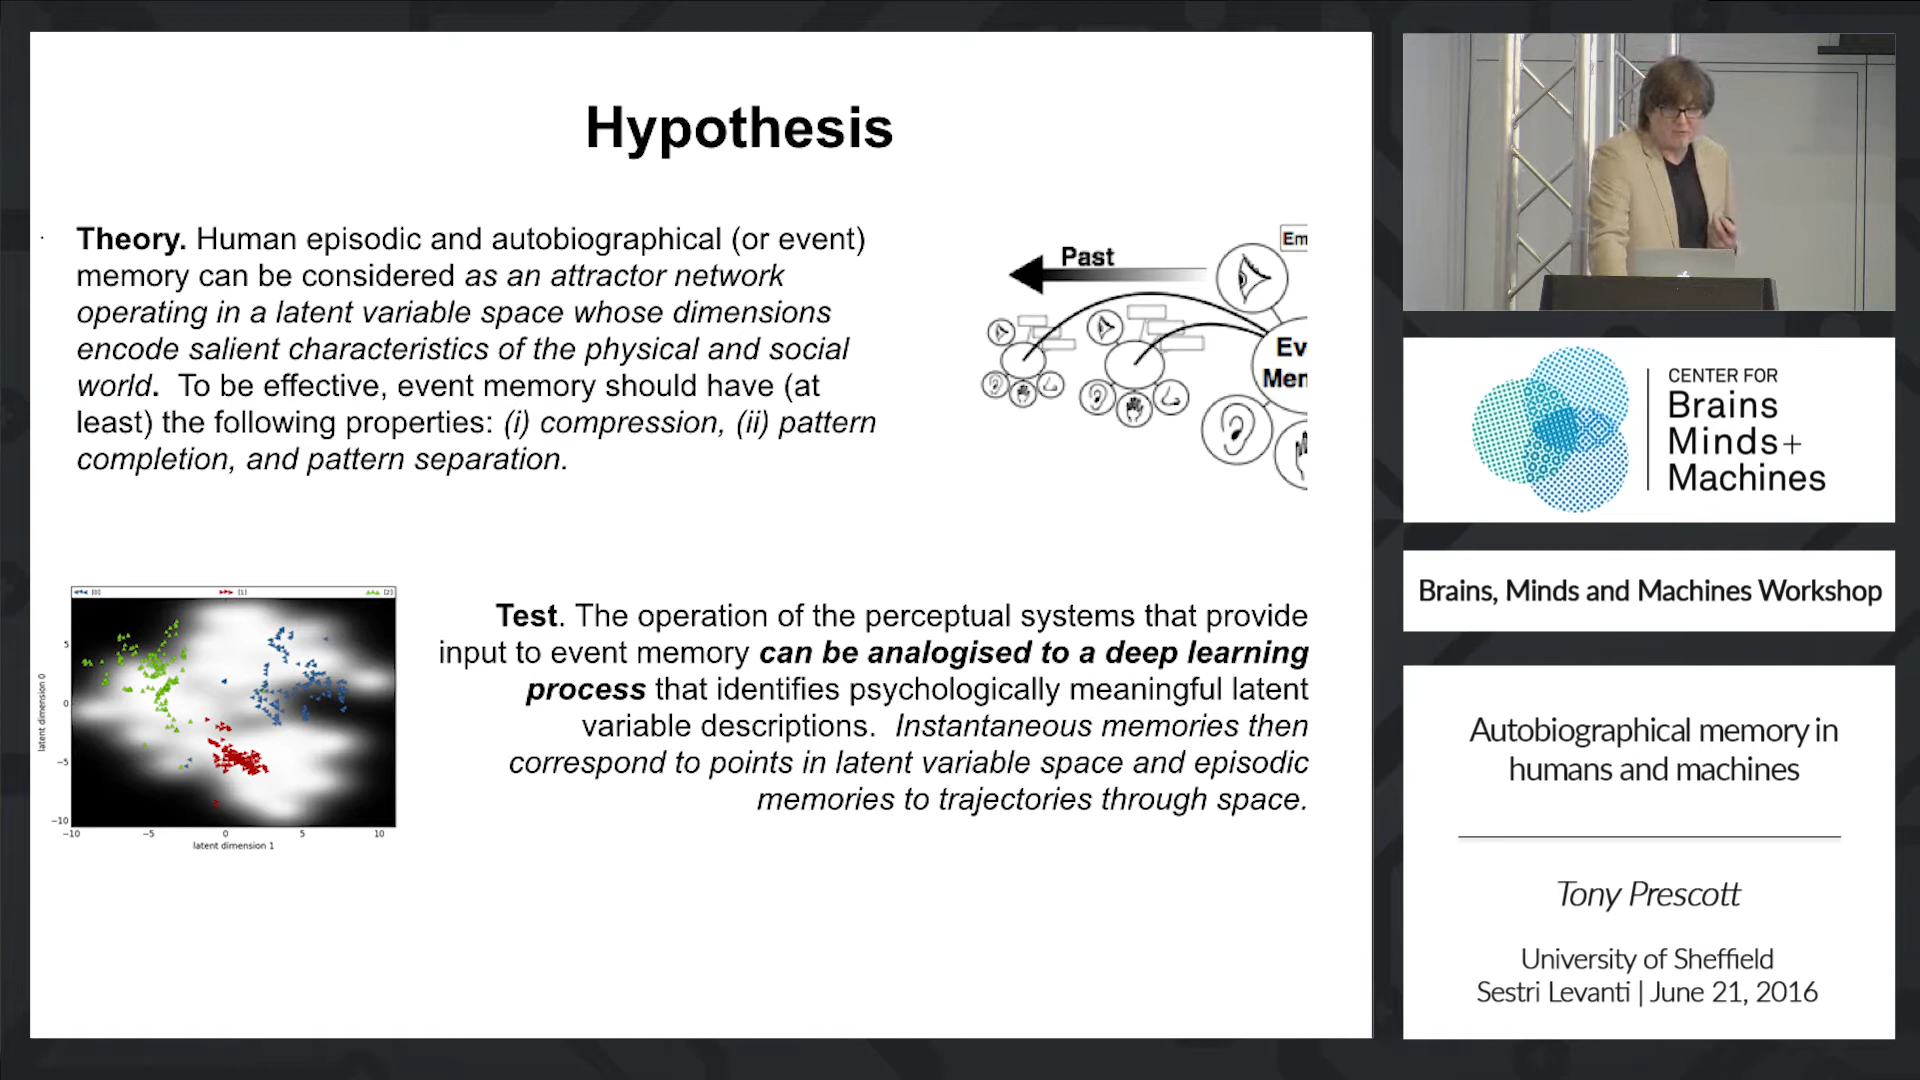 Hypothesis
Theory. Human episodic and autobiographical (or event)
memory can be considered as an attractor network
operating in a latent variable space whose dimensions
encode salient characteristics of the physical and social
world. To be effective, event memory should have (at
least) the following properties: (i) compression, (ii) pattern
completion, and pattern separation.
Em
Past
Ev
Men
[0] [1] [2]
5
0
−5
−10
−10 −5 0 5 10
latent dimension 0
latent dimension 1
Test. The operation of the perceptual systems that provide
input to event memory can be analogised to a deep learning
process that identifies psychologically meaningful latent
variable descriptions. Instantaneous memories then
correspond to points in latent variable space and episodic
memories to trajectories through space.
CENTER FOR
Brains
Minds+
Machines
Brains, Minds and Machines Workshop
Autobiographical memory in
humans and machines
Tony Prescott
University of Sheffield
Sestri Levanti | June 21, 2016